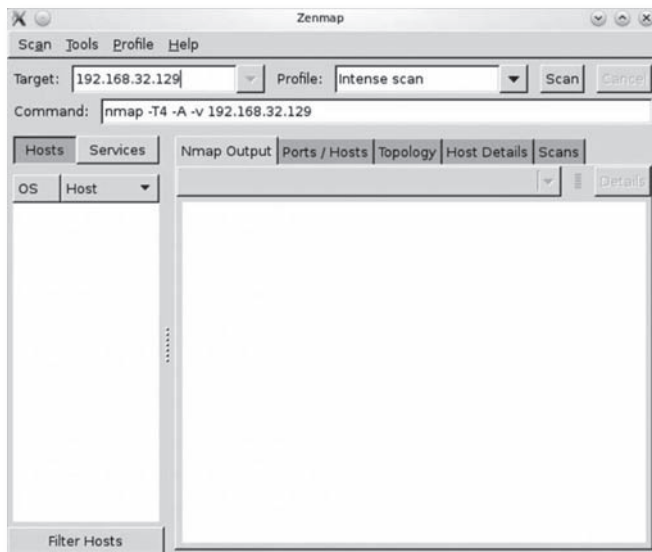 Zenmap
Scan Tools Profile Help
Target: 192.168.32.129 Profile: Intense scan Scan Cancel
Command: nmap -T4 -A -v 192.168.32.129
Hosts Services Nmap Output Ports / Hosts Topology Host Details Scans
OS Host Details
Filter Hosts